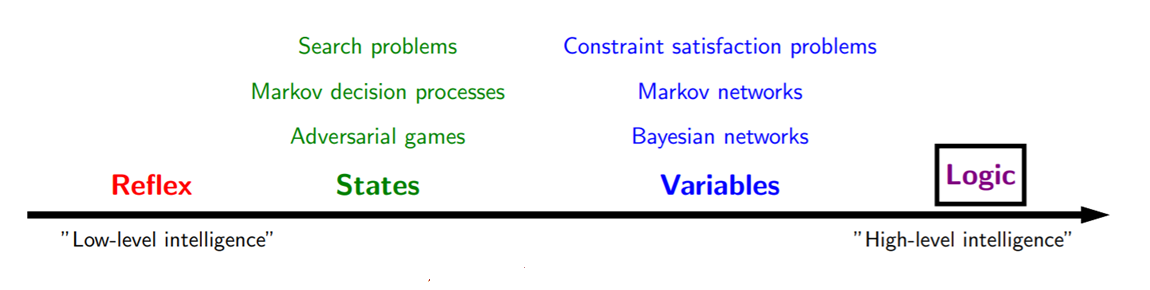 Search problems
Constraint satisfaction problems
Markov decision processes
Markov networks
Adversarial games
Bayesian networks
Reflex
States
Variables
Logic
"Low-level intelligence"
"High-level intelligence"